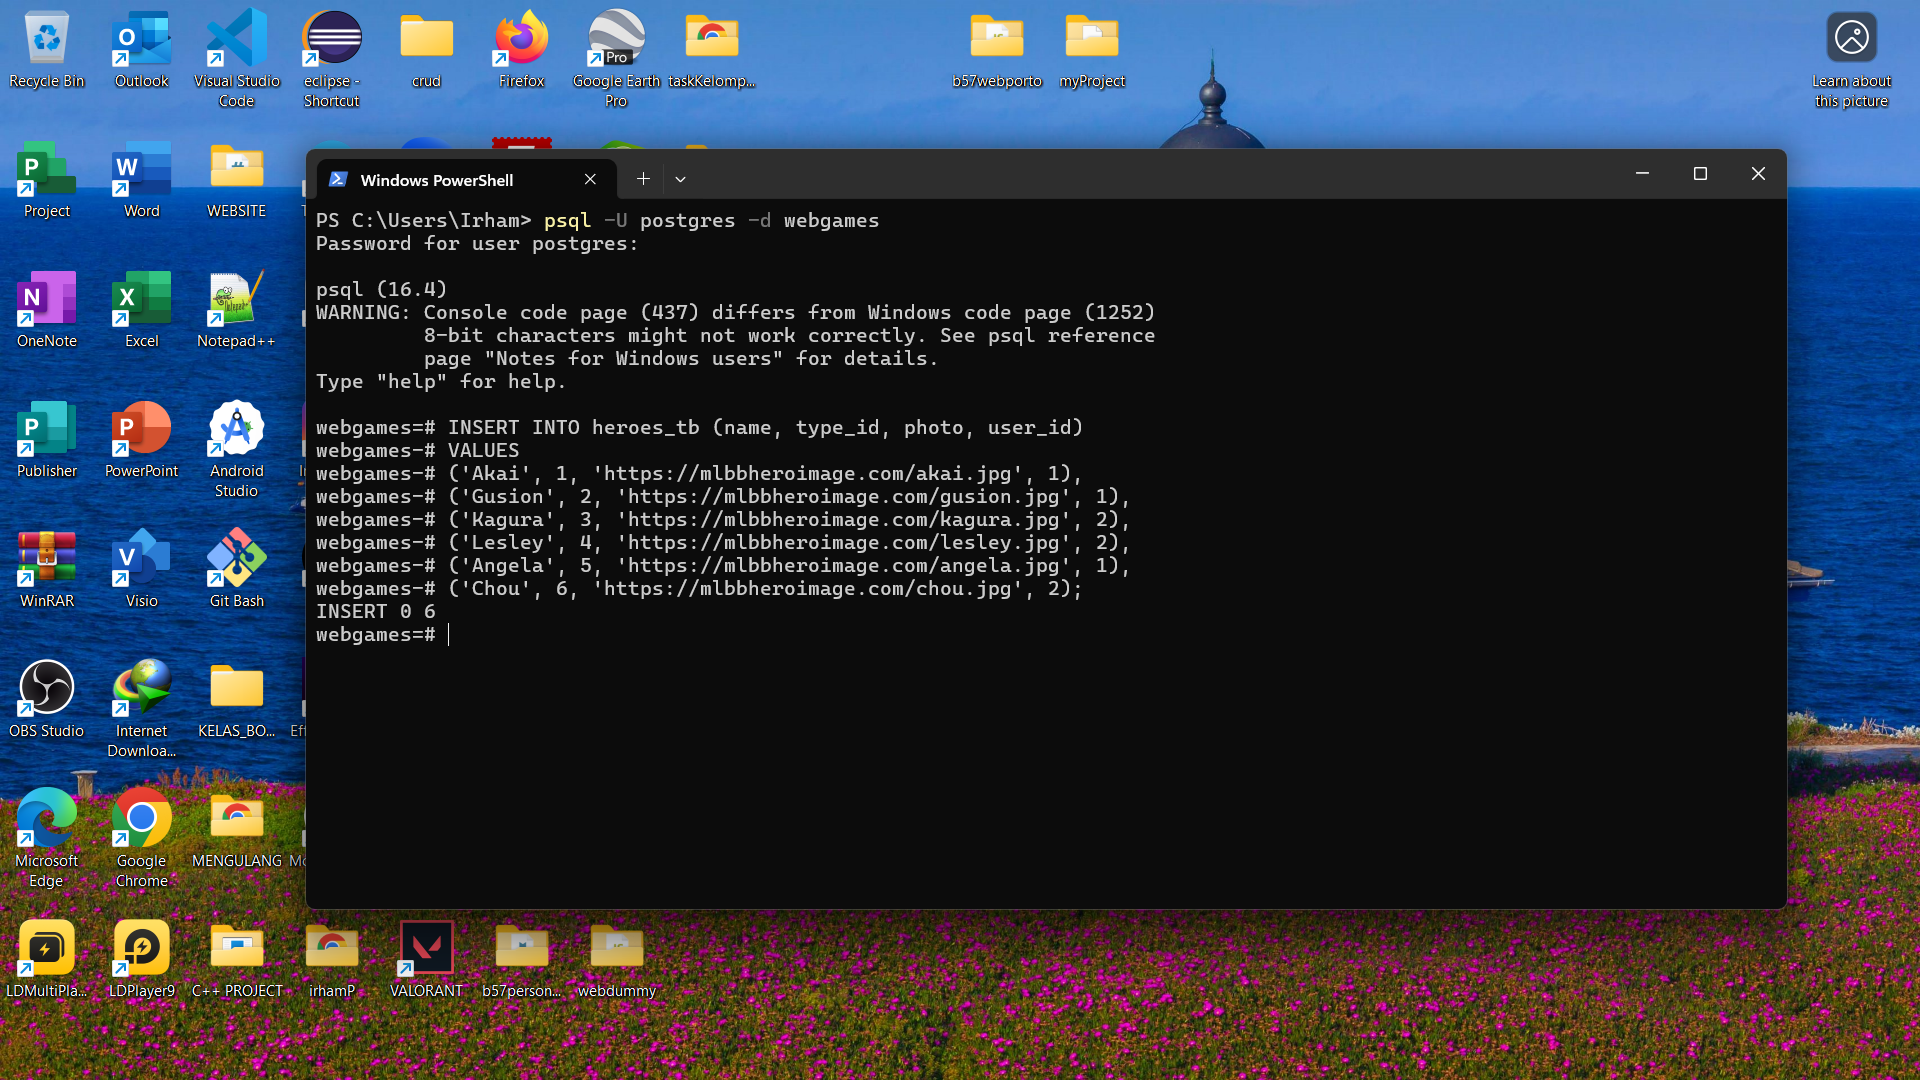 Recycle Bin
Outlook
Visual Studio
Code
eclipse -
Shortcut
crud
Firefox
Pro
Google Earth
Pro
taskKelomp...
b57webporto
myProject
Learn about
this picture
Project
Word
WEBSITE
OneNote
Excel
Notepad++
Publisher
PowerPoint
Android
Studio
WinRAR
Visio
Git Bash
OBS Studio
Internet
Downloa...
KELAS_BO...
Microsoft
Edge
Google
Chrome
MENGULANG
LDMultiPla...
LDPlayer9
C++ PROJECT
irhamP
VALORANT
b57person...
webdummy
Windows PowerShell
PS C:\Users\Irham> psql -U postgres -d webgames
Password for user postgres:
psql (16.4)
WARNING: Console code page (437) differs from Windows code page (1252)
8-bit characters might not work correctly. See psql reference
page "Notes for Windows users" for details.
Type "help" for help.
webgames=# INSERT INTO heroes_tb (name, type_id, photo, user_id)
webgames-# VALUES
webgames-# ('Akai', 1, 'https://mlbbheroimage.com/akai.jpg', 1),
webgames-# ('Gusion', 2, 'https://mlbbheroimage.com/gusion.jpg', 1),
webgames-# ('Kagura', 3, 'https://mlbbheroimage.com/kagura.jpg', 2),
webgames-# ('Lesley', 4, 'https://mlbbheroimage.com/lesley.jpg', 2),
webgames-# ('Angela', 5, 'https://mlbbheroimage.com/angela.jpg', 1),
webgames-# ('Chou', 6, 'https://mlbbheroimage.com/chou.jpg', 2);
INSERT 0 6
webgames=#